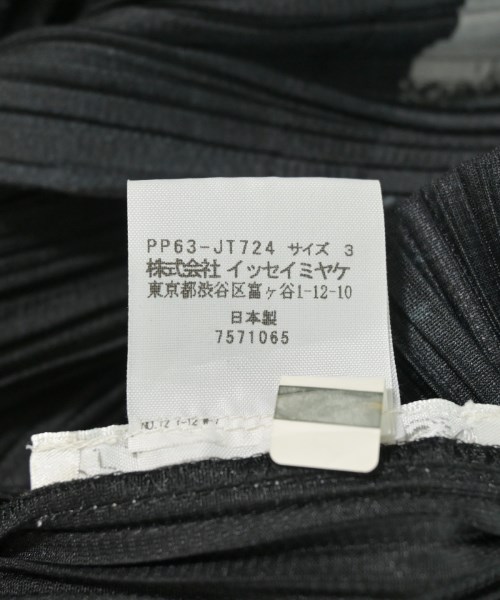 PP63-JT724 サイズ 3
株式会社 イッセイミヤケ
東京都渋谷区富ヶ谷1-12-10
日本製
7571065